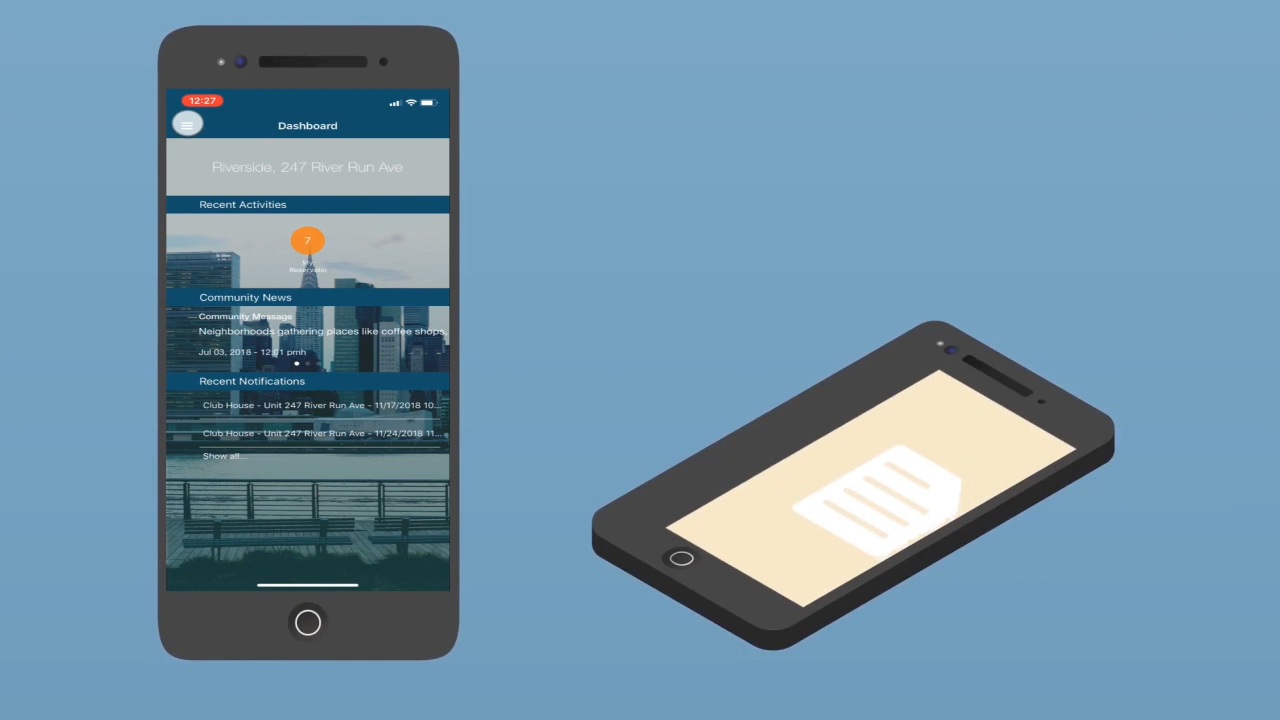 12:27
Dashboard
Riverside, 247 River Run Ave
Recent Activities
7
My
Reservatio
Community News
Community Message
Neighborhoods gathering places like coffee shops,
Jul 03, 2018 - 12:01 pmh
Recent Notifications
Club House - Unit 247 River Run Ave - 11/17/2018 10...
Club House - Unit 247 River Run Ave - 11/24/2018 11...
Show all...